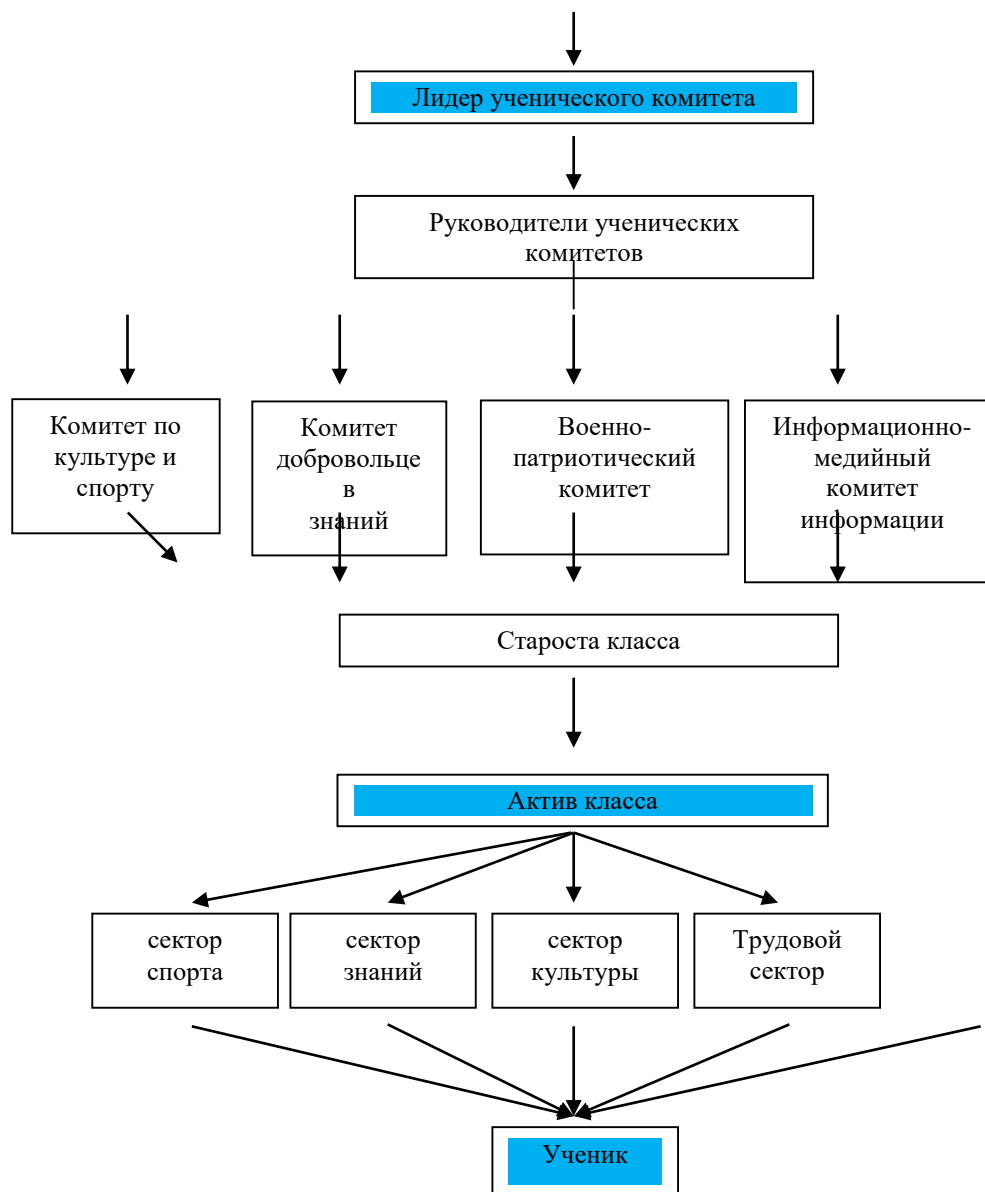 Лидер ученического комитета
Руководители ученических
комитетов
Комитет по
культуре и
спорту
Комитет
добровольце
в
знаний
Военно-
патриотический
комитет
Информационно-
медийный
комитет
информации
Староста класса
Актив класса
сектор
спорта
сектор
знаний
сектор
культуры
Трудовой
сектор
Ученик